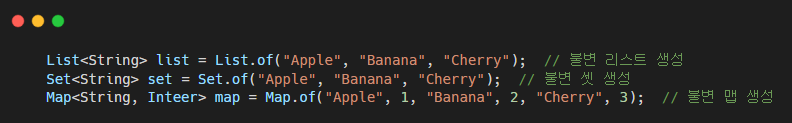 List<String> list = List.of("Apple", "Banana", "Cherry");  // 불변 리스트 생성
Set<String> set = Set.of("Apple", "Banana", "Cherry");  // 불변 셋 생성
Map<String, Inteer> map = Map.of("Apple", 1, "Banana", 2, "Cherry", 3);  // 불변 맵 생성